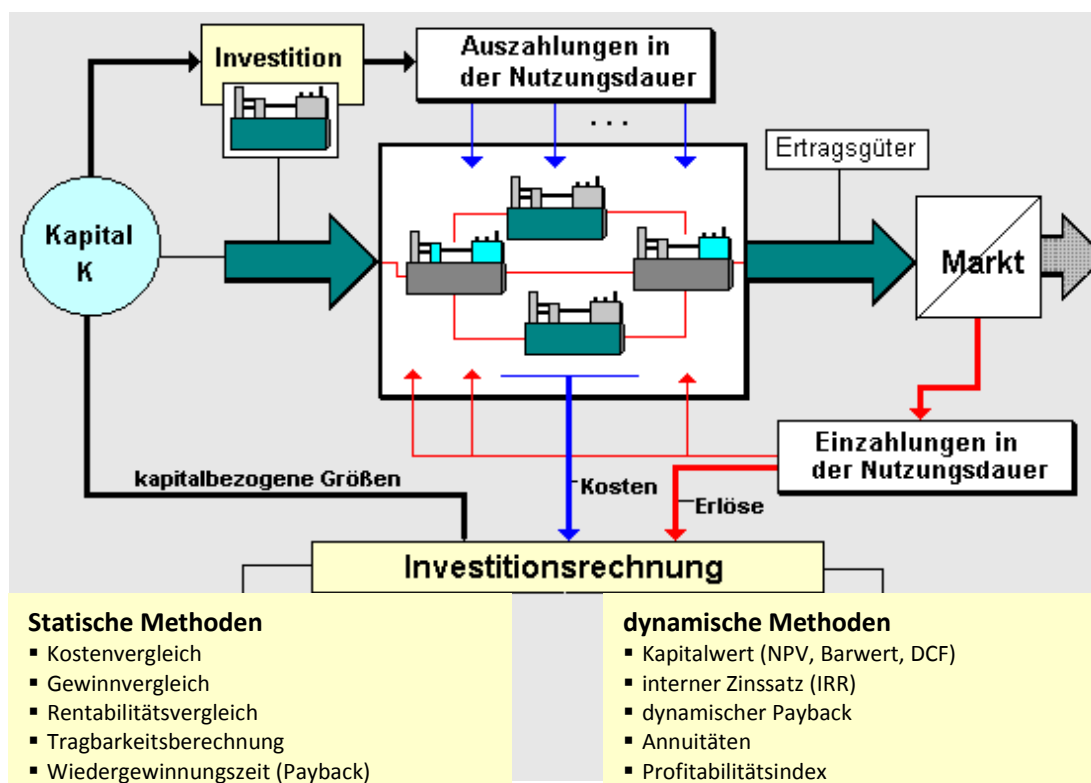 Investition
Auszahlungen in
der Nutzungsdauer
. . .
Ertragsgüter
Kapital
K
Markt
Einzahlungen in
der Nutzungsdauer
kapitalbezogene Größen
Kosten
Erlöse
Investitionsrechnung
Statische Methoden
▪ Kostenvergleich
▪ Gewinnvergleich
▪ Rentabilitätsvergleich
▪ Tragbarkeitsberechnung
▪ Wiedergewinnungszeit (Payback)
dynamische Methoden
▪ Kapitalwert (NPV, Barwert, DCF)
▪ interner Zinssatz (IRR)
▪ dynamischer Payback
▪ Annuitäten
▪ Profitabilitätsindex